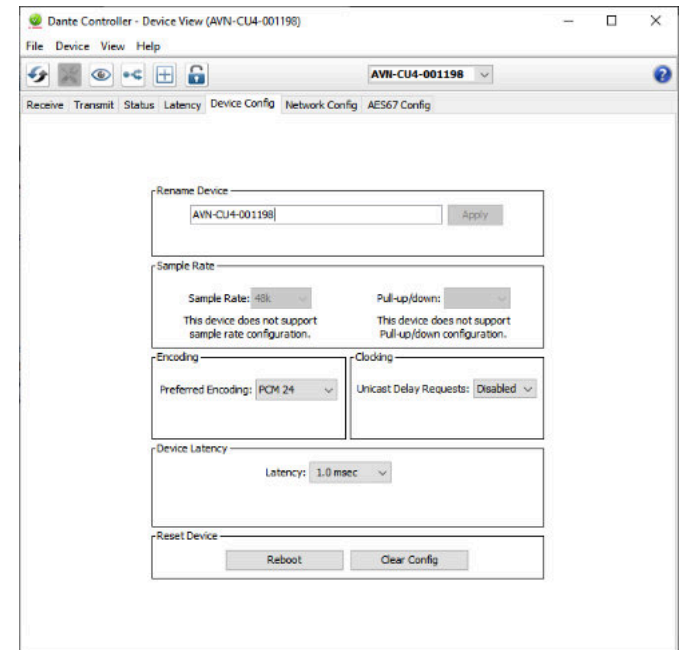 Dante Controller - Device View (AVN-CU4-001198)
File Device View Help
AVN-CU4-001198
Receive Transmit Status Latency Device Config Network Config AES67 Config
Rename Device
AVN-CU4-001198 Apply
Sample Rate
Sample Rate: 48k Pull-up/down:
This device does not support This device does not support
sample rate configuration. Pull-up/down configuration.
Encoding Clocking
Preferred Encoding: PCM 24 Unicast Delay Requests: Disabled
Device Latency
Latency: 1.0 msec
Reset Device
Reboot Clear Config